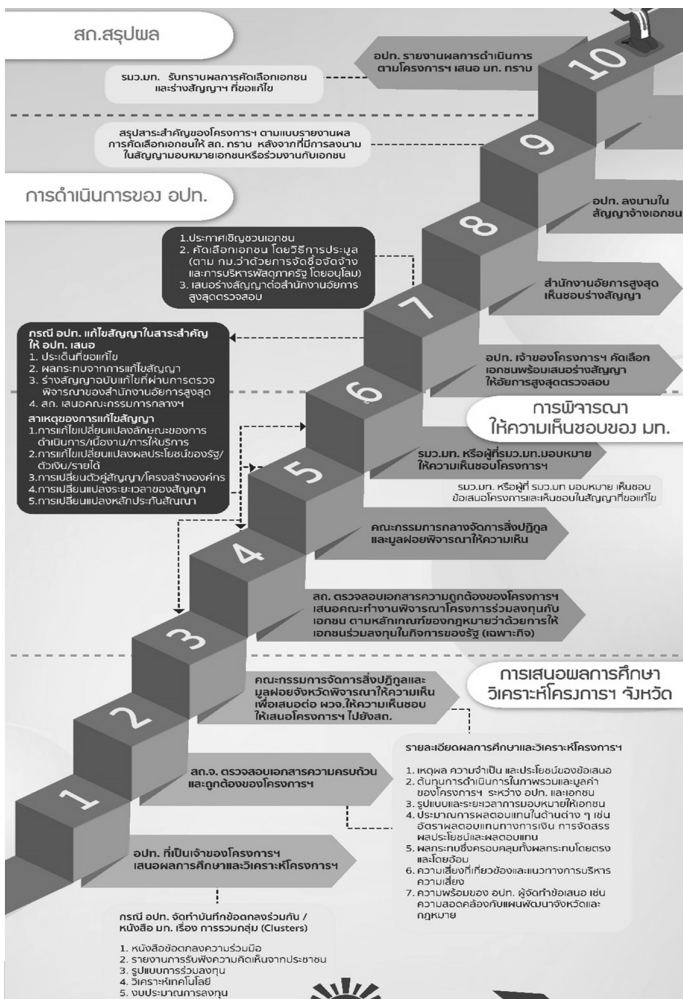 สถ.สรุปผล
10
อปท. รายงานผลการดำเนินการ
ตามโครงการฯ เสนอ มท. ทราบ
รมว.มท. รับทราบผลการคัดเลือกเอกชน
และร่างสัญญาฯ ที่ขอแก้ไข
สรุปสาระสำคัญของโครงการฯ ตามแบบรายงานผล
การคัดเลือกเอกชนให้ สถ. ทราบ หลังจากที่มีการลงนาม
ในสัญญามอบหมายเอกชนหรือร่วมงานกับเอกชน
9
อปท. ลงนามใน
สัญญาจ้างเอกชน
การดำเนินการของ อปท.
8
สำนักงานอัยการสูงสุด
เห็นชอบร่างสัญญา
1.ประกาศเชิญชวนเอกชน
2. คัดเลือกเอกชน โดยวิธีการประมูล
(ตาม กม.ว่าด้วยการจัดซื้อจัดจ้าง
และการบริหารพัสดุภาครัฐ โดยอนุโลม)
3. เสนอร่างสัญญาต่อสำนักงานอัยการ
สูงสุดตรวจสอบ
7
อปท. เจ้าของโครงการฯ คัดเลือก
เอกชนพร้อมเสนอร่างสัญญา
ให้อัยการสูงสุดตรวจสอบ
กรณี อปท. แก้ไขสัญญาในสาระสำคัญ
ให้ อปท. เสนอ
1. ประเด็นที่ขอแก้ไข
2. ผลกระทบจากการแก้ไขสัญญา
3. ร่างสัญญาฉบับแก้ไขที่ผ่านการตรวจ
พิจารณาของสำนักงานอัยการสูงสุด
4. สถ. เสนอคณะกรรมการกลางฯ
สาเหตุของการแก้ไขสัญญา
1.การแก้ไขเปลี่ยนแปลงลักษณะของการ
ดำเนินการ/เนื้องาน/การให้บริการ
2.การแก้ไขเปลี่ยนแปลงผลประโยชน์ของรัฐ/
ตัวเงิน/รายได้
3.การเปลี่ยนตัวคู่สัญญา/โครงสร้างองค์กร
4.การเปลี่ยนแปลงระยะเวลาของสัญญา
5.การเปลี่ยนแปลงหลักประกันสัญญา
การพิจารณา
ให้ความเห็นชอบของ มท.
6
รมว.มท. หรือผู้ที่รมว.มท.มอบหมาย
ให้ความเห็นชอบโครงการฯ
รมว.มท. หรือผู้ที่ รมว.มท มอบหมาย เห็นชอบ
ข้อเสนอโครงการและเห็นชอบในสัญญาที่ขอแก้ไข
5
คณะกรรมการกลางจัดการสิ่งปฏิกูล
และมูลฝอยพิจารณาให้ความเห็น
4
สถ. ตรวจสอบเอกสารความถูกต้องของโครงการฯ
เสนอคณะทำงานพิจารณาโครงการร่วมลงทุนกับ
เอกชน ตามหลักเกณฑ์ของกฎหมายว่าด้วยการให้
เอกชนร่วมลงทุนในกิจการของรัฐ (เฉพาะกิจ)
3
คณะกรรมการจัดการสิ่งปฏิกูลและ
มูลฝอยจังหวัดพิจารณาให้ความเห็น
เพื่อเสนอต่อ ผวจ.ให้ความเห็นชอบ
ให้เสนอโครงการฯ ไปยังสถ.
การเสนอผลการศึกษา
วิเคราะห์โครงการฯ จังหวัด
2
สถ.จ. ตรวจสอบเอกสารความครบถ้วน
และถูกต้องของโครงการฯ
รายละเอียดผลการศึกษาและวิเคราะห์โครงการฯ
1. เหตุผล ความจำเป็น และประโยชน์ของข้อเสนอ
2. ต้นทุนการดำเนินการในภาพรวมและมูลค่า
ของโครงการฯ ระหว่าง อปท. และเอกชน
3. รูปแบบและระยะเวลาการมอบหมายให้เอกชน
4. ประมาณการผลตอบแทนในด้านต่าง ๆ เช่น
อัตราผลตอบแทนทางการเงิน การจัดสรร
ผลประโยชน์และผลตอบแทน
5. ผลกระทบซึ่งครอบคลุมทั้งผลกระทบโดยตรง
และโดยอ้อม
6. ความเสี่ยงที่เกี่ยวข้องและแนวทางการบริหาร
ความเสี่ยง
7. ความพร้อมของ อปท. ผู้จัดทำข้อเสนอ เช่น
ความสอดคล้องกับแผนพัฒนาจังหวัดและ
กฎหมาย
1
อปท. ที่เป็นเจ้าของโครงการฯ
เสนอผลการศึกษาและวิเคราะห์โครงการฯ
กรณี อปท. จัดทำบันทึกข้อตกลงร่วมกัน /
หนังสือ มท. เรื่อง การรวมกลุ่ม (Clusters)
1. หนังสือข้อตกลงความร่วมมือ
2. รายงานการรับฟังความคิดเห็นจากประชาชน
3. รูปแบบการร่วมลงทุน
4. วิเคราะห์เทคโนโลยี
5. งบประมาณการลงทุน